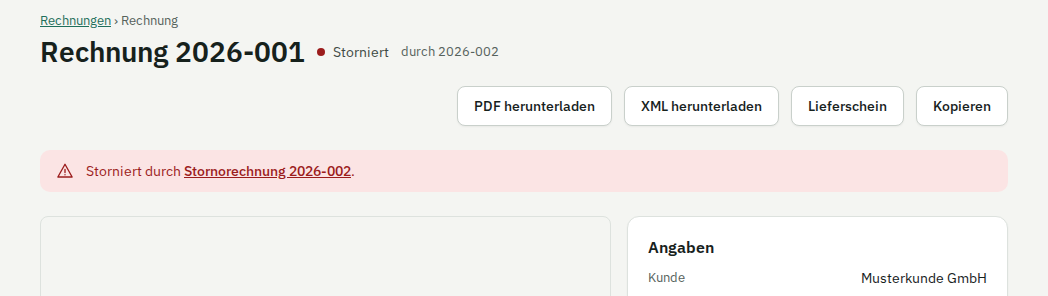 Rechnungen › Rechnung
Rechnung 2026-001 Storniert durch 2026-002
PDF herunterladen XML herunterladen Lieferschein Kopieren
Storniert durch Stornorechnung 2026-002.
Angaben
Kunde Musterkunde GmbH